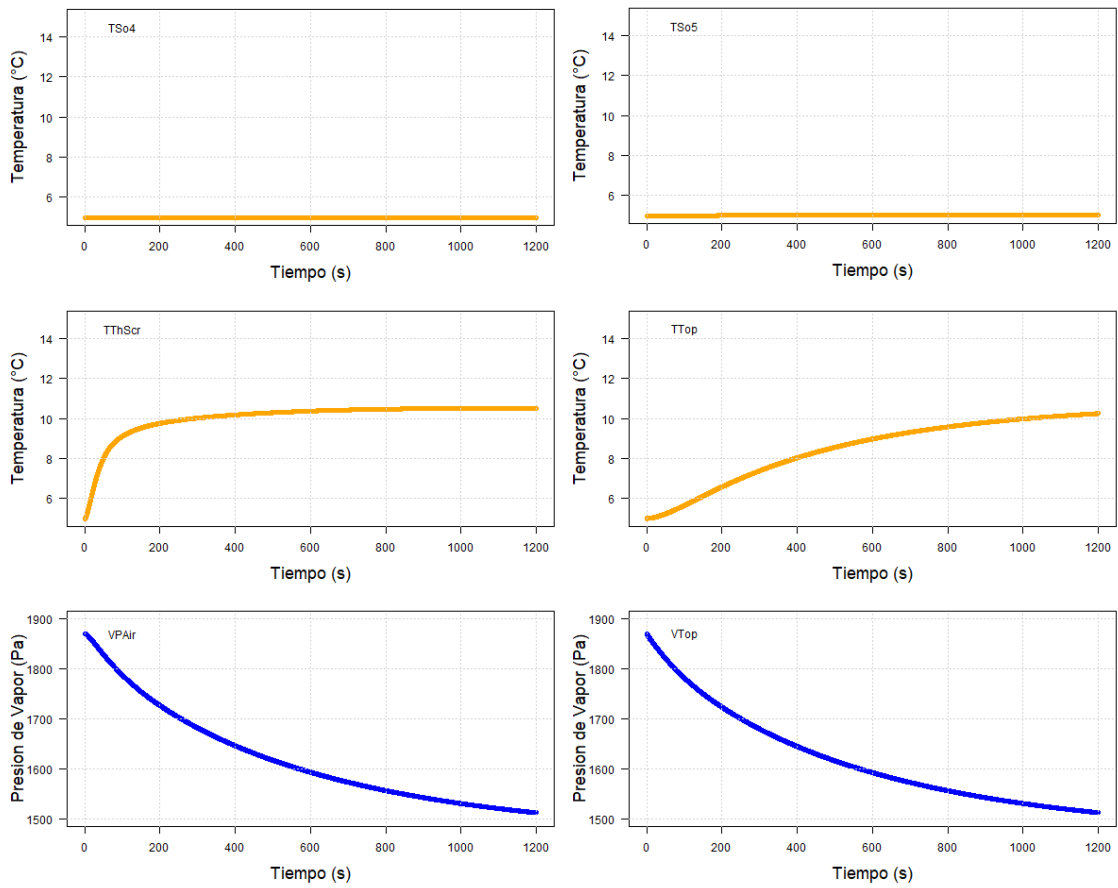 TSo4
Temperatura (°C)
14
12
10
8
6
0 200 400 600 800 1000 1200
Tiempo (s)
TSo5
Temperatura (°C)
14
12
10
8
6
0 200 400 600 800 1000 1200
Tiempo (s)
TThScr
Temperatura (°C)
14
12
10
8
6
0 200 400 600 800 1000 1200
Tiempo (s)
TTop
Temperatura (°C)
14
12
10
8
6
0 200 400 600 800 1000 1200
Tiempo (s)
VPAir
Presion de Vapor (Pa)
1900
1800
1700
1600
1500
0 200 400 600 800 1000 1200
Tiempo (s)
VTop
Presion de Vapor (Pa)
1900
1800
1700
1600
1500
0 200 400 600 800 1000 1200
Tiempo (s)